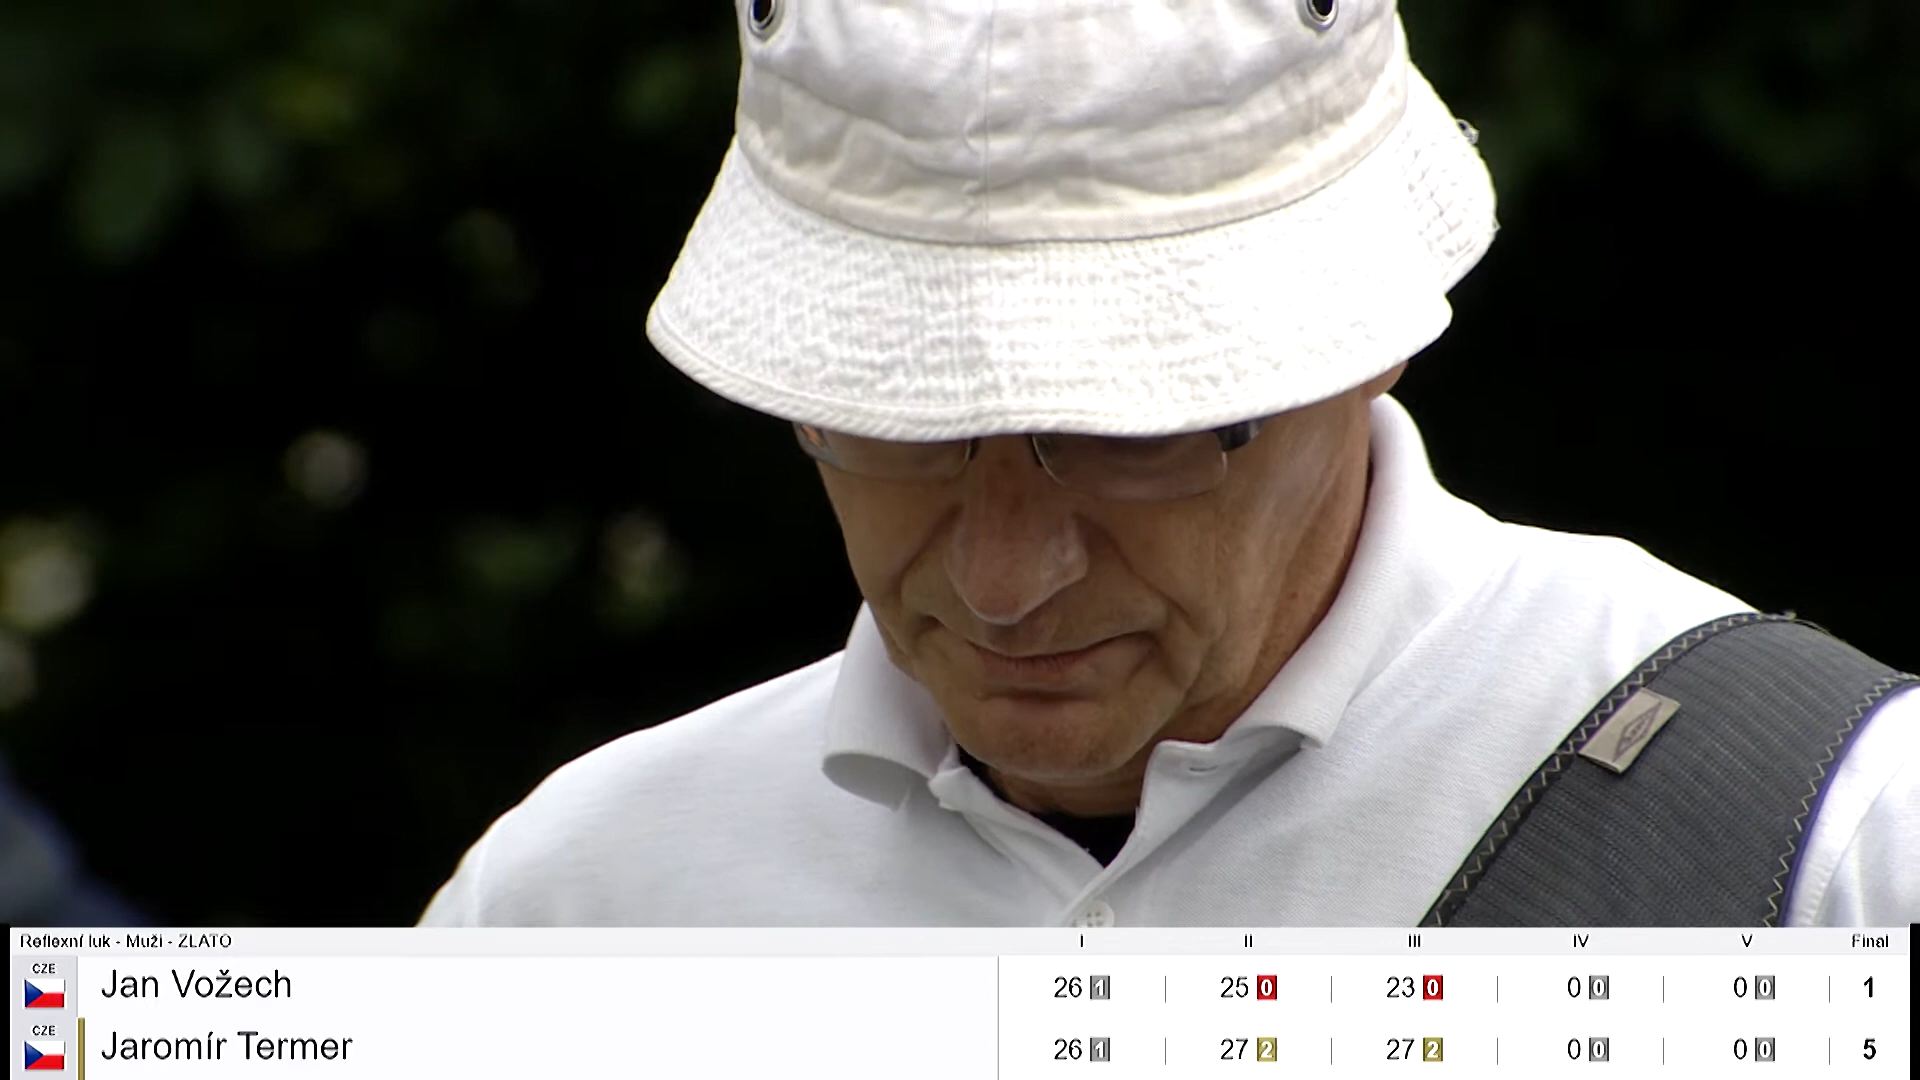 Reflexní luk - Muži - ZLATO I II III IV V Final
CZE
Jan Vožech 26 1 25 0 23 0 0 0 0 0 1
CZE
Jaromír Termer 26 1 27 2 27 2 0 0 0 0 5